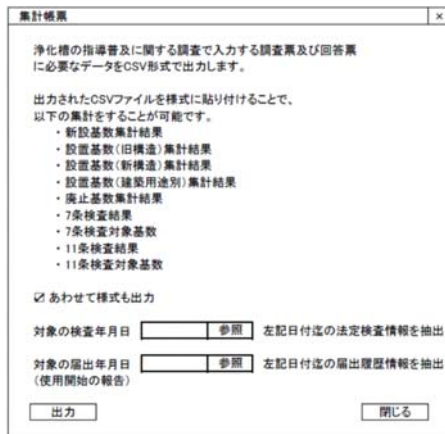 集計帳票
×
浄化槽の指導普及に関する調査で入力する調査票及び回答票
に必要なデータをCSV形式で出力します。
出力されたCSVファイルを様式に貼り付けることで、
以下の集計をすることが可能です。
・新設基数集計結果
・設置基数(旧構造)集計結果
・設置基数(新構造)集計結果
・設置基数(建築用途別)集計結果
・廃止基数集計結果
・7条検査結果
・7条検査対象基数
・11条検査結果
・11条検査対象基数
☑ あわせて様式も出力
対象の検査年月日 参照 左記日付迄の法定検査情報を抽出
対象の届出年月日 参照 左記日付迄の届出履歴情報を抽出
(使用開始の報告)
出力 閉じる